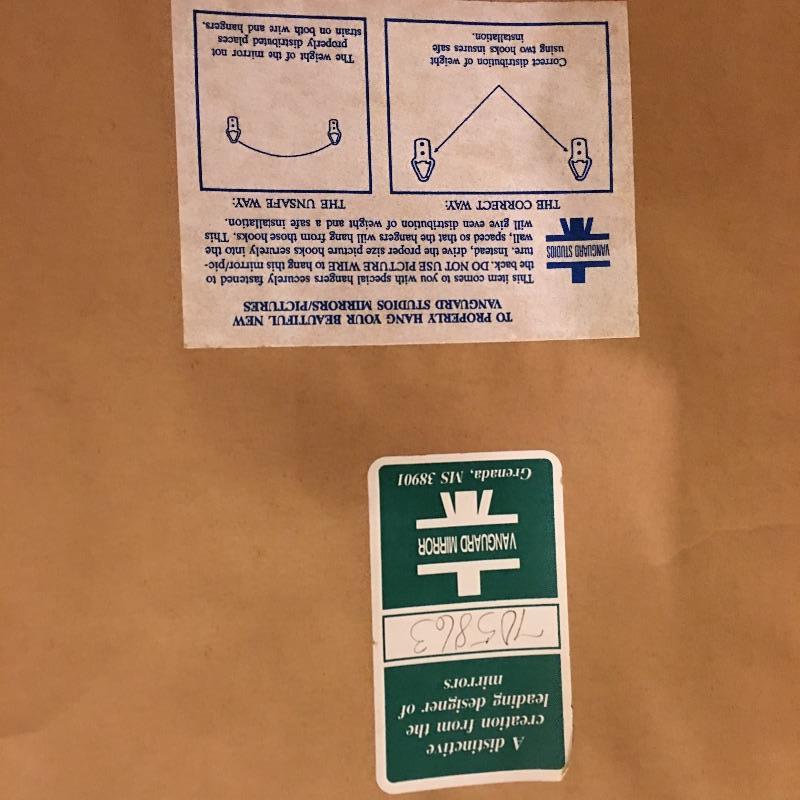 A distinctive
creation from the
leading designer of
mirrors
VANGUARD MIRROR
Grenada, MS 38901
TO PROPERLY HANG YOUR BEAUTIFUL NEW
VANGUARD STUDIOS MIRRORS/PICTURES
VANGUARD STUDIOS
This item comes to you with special hangers securely fastened to
the back. DO NOT USE PICTURE WIRE to hang this mirror/pic-
ture. Instead, drive the proper size picture hooks securely into the
wall, spaced so that the hangers will hang from those hooks. This
will give even distribution of weight and a safe installation.
THE CORRECT WAY:
Correct distribution of weight
using two hooks insures safe
installation.
THE UNSAFE WAY:
The weight of the mirror not
properly distributed places
strain on both wire and hangers.